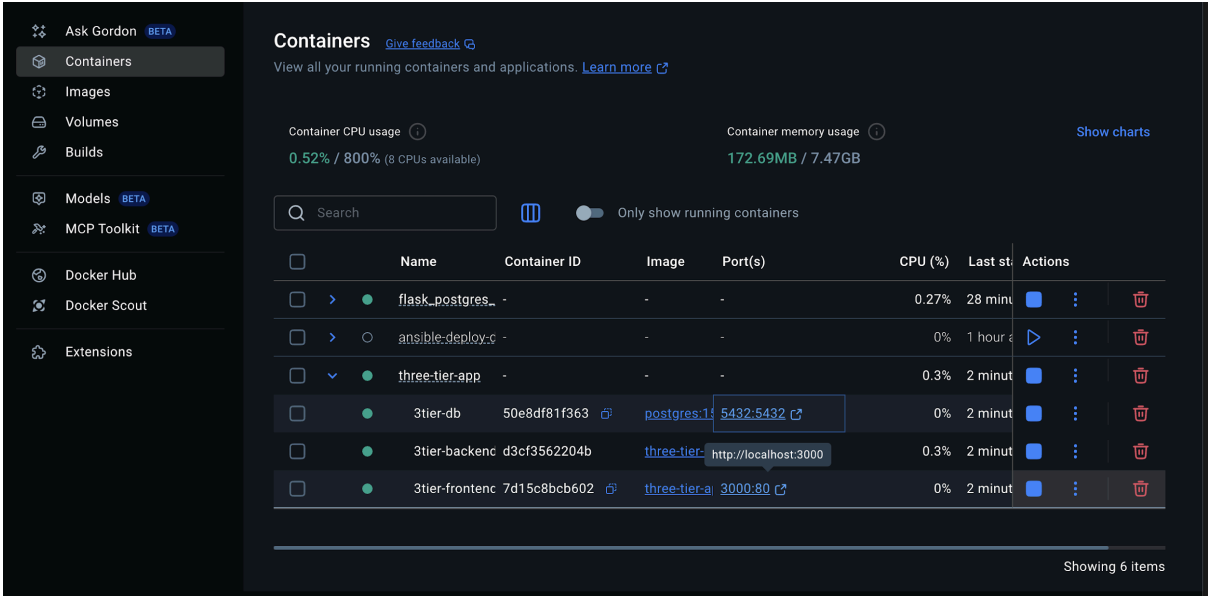 Ask Gordon BETA
Containers
Images
Volumes
Builds
Models BETA
MCP Toolkit BETA
Docker Hub
Docker Scout
Extensions
Containers Give feedback
View all your running containers and applications. Learn more
Container CPU usage
0.52% / 800% (8 CPUs available)
Container memory usage
172.69MB / 7.47GB
Show charts
Search
Only show running containers
Name Container ID Image Port(s) CPU (%) Last sta Actions
flask_postgres_ - - - 0.27% 28 minu
ansible-deploy-c - - - 0% 1 hour a
three-tier-app - - - 0.3% 2 minut
3tier-db 50e8df81f363 postgres:15 5432:5432 0% 2 minut
3tier-backend d3cf3562204b three-tier- http://localhost:3000 0.3% 2 minut
3tier-frontend 7d15c8bcb602 three-tier-a 3000:80 0% 2 minut
Showing 6 items